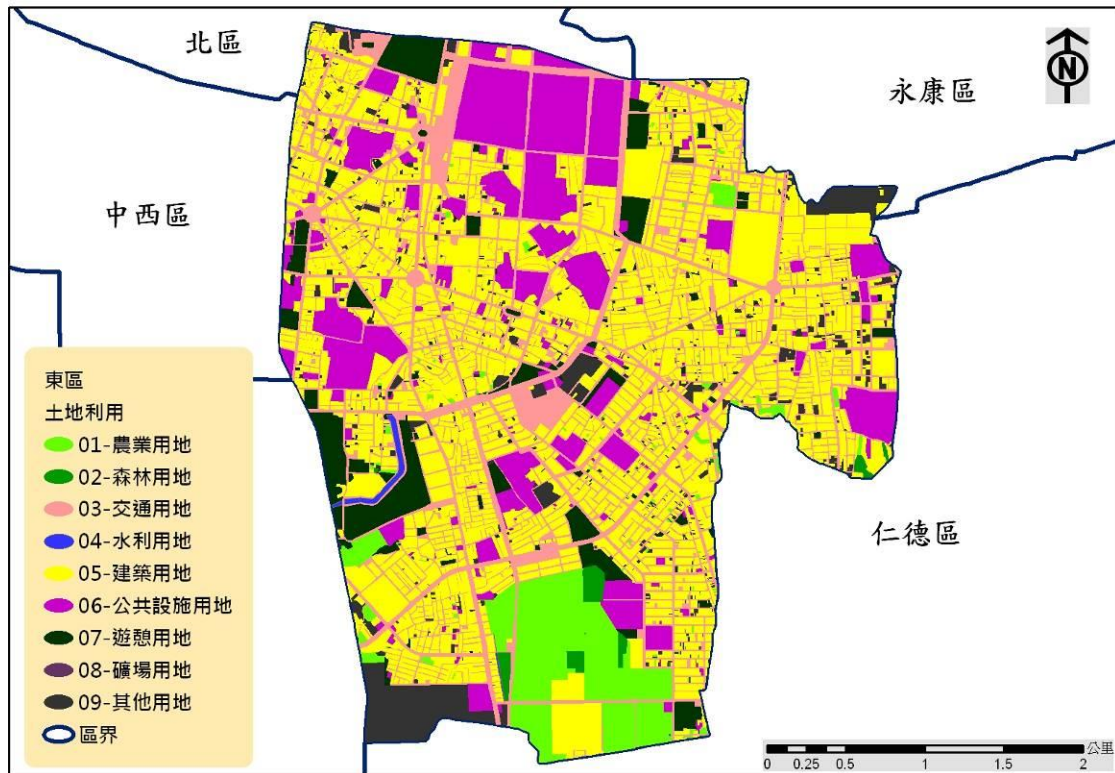 北區
永康區
N
中西區
仁德區
東區
土地利用
01-農業用地
02-森林用地
03-交通用地
04-水利用地
05-建築用地
06-公共設施用地
07-遊憩用地
08-礦場用地
09-其他用地
區界
公里
0 0.25 0.5 1 1.5 2